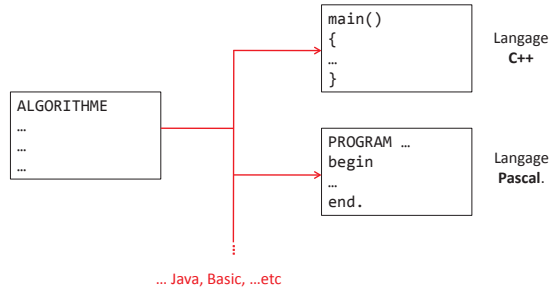 main()
{
…
}
Langage
C++
ALGORITHME
…
…
…
PROGRAM …
begin
…
end.
Langage
Pascal.
… Java, Basic, …etc